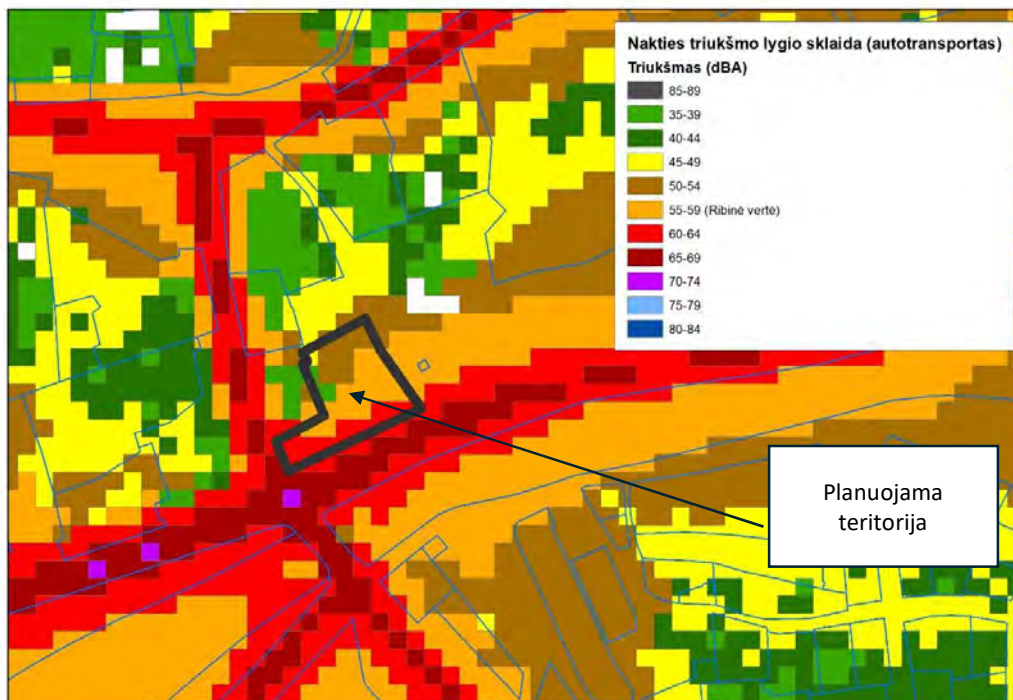 Nakties triukšmo lygio sklaida (autotransportas)
Triukšmas (dBA)
85-89
35-39
40-44
45-49
50-54
55-59 (Ribinė vertė)
60-64
65-69
70-74
75-79
80-84
Planuojama
teritorija